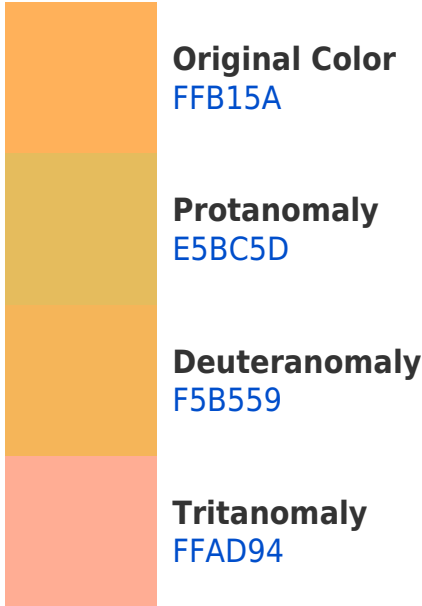 Original Color
FFB15A
Protanomaly
E5BC5D
Deuteranomaly
F5B559
Tritanomaly
FFAD94